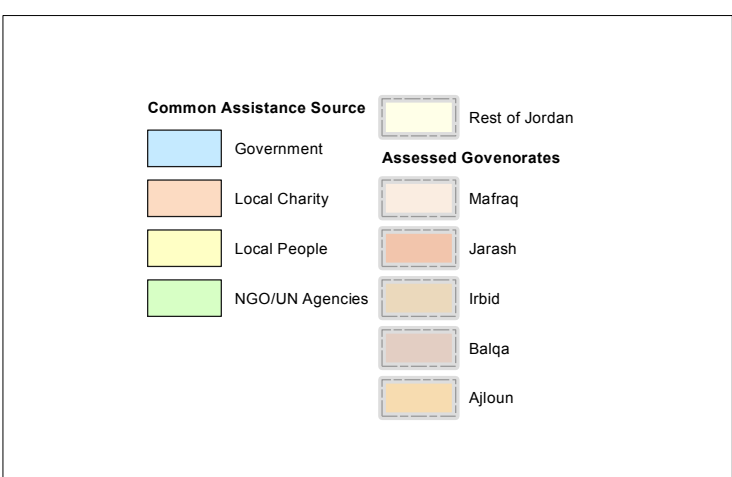 Common Assistance Source
Government
Local Charity
Local People
NGO/UN Agencies
Rest of Jordan
Assessed Govenorates
Mafraq
Jarash
Irbid
Balqa
Ajloun